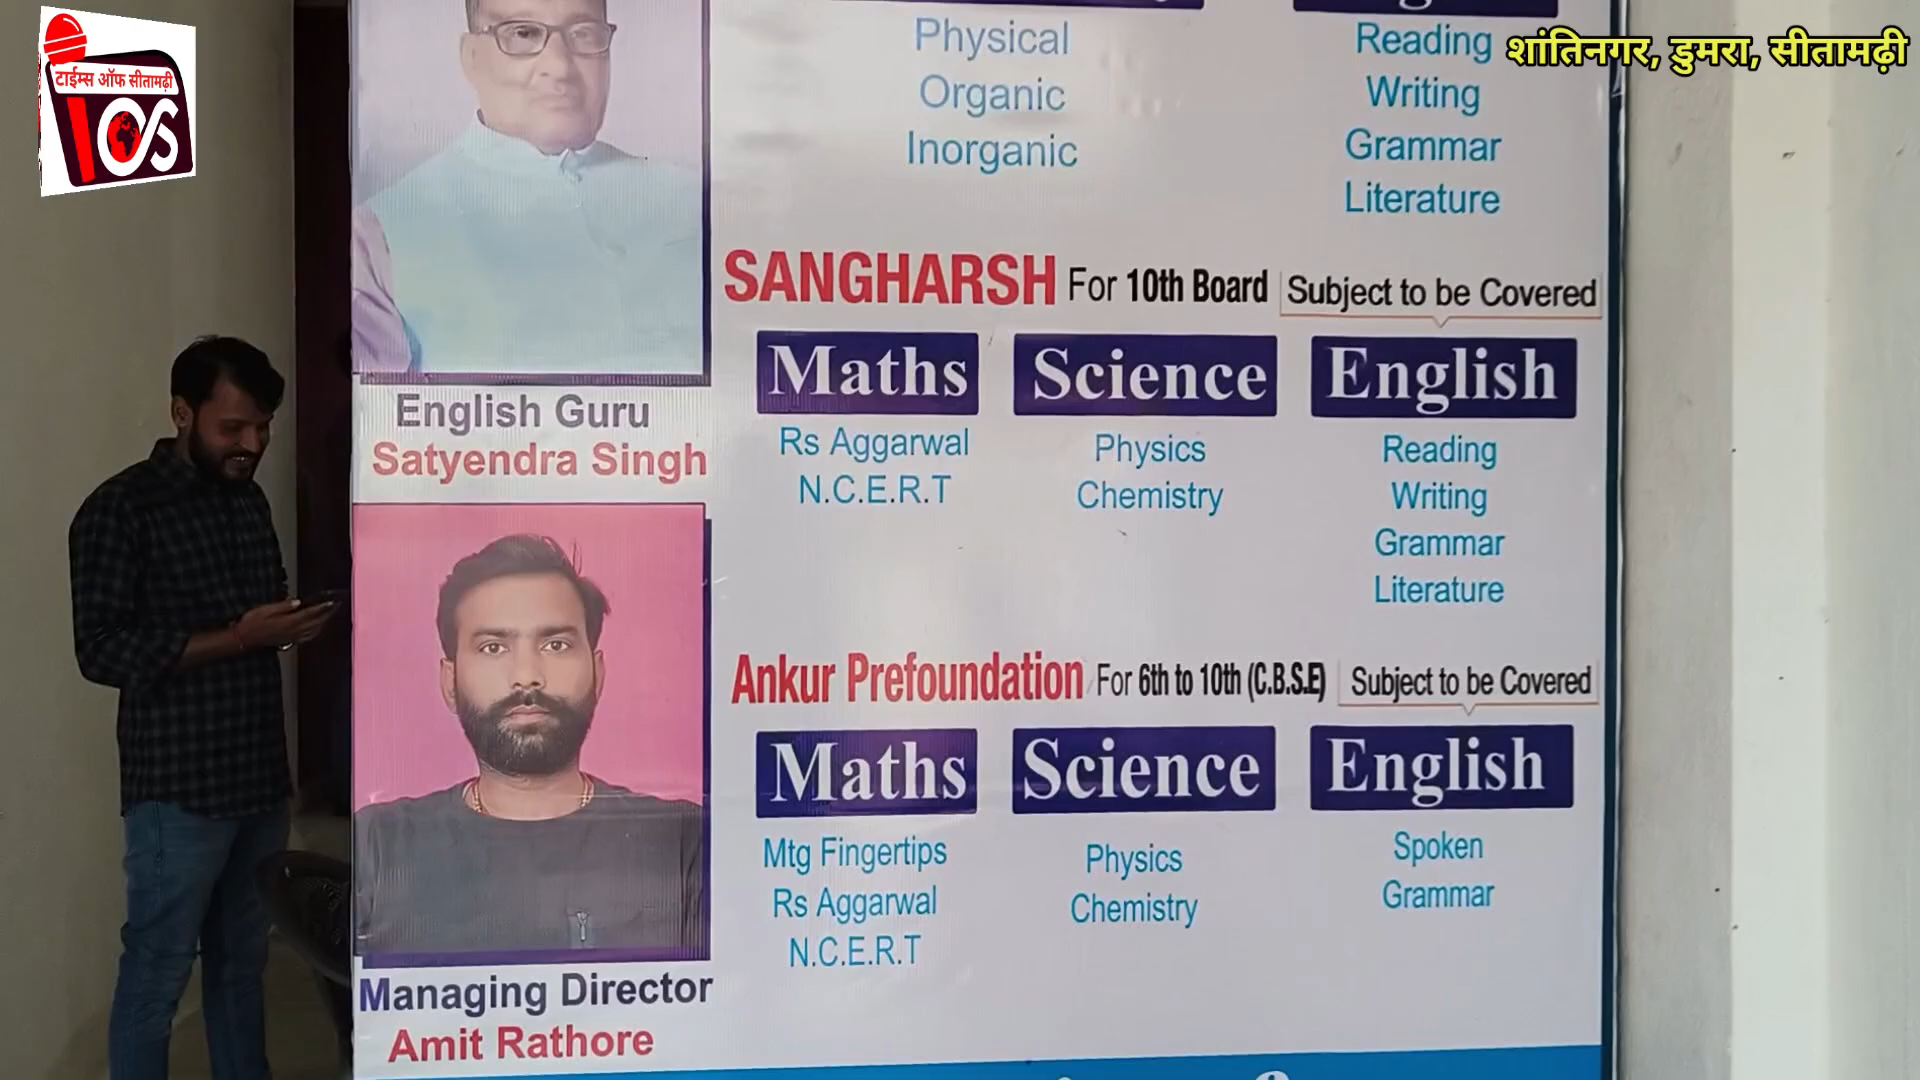 टाईम्स ऑफ सीतामढ़ी
TOS
शांतिनगर, डुमरा, सीतामढ़ी
Physical
Organic
Inorganic
Reading
Writing
Grammar
Literature
English Guru
Satyendra Singh
SANGHARSH For 10th Board Subject to be Covered
Maths Science English
Rs Aggarwal
N.C.E.R.T
Physics
Chemistry
Reading
Writing
Grammar
Literature
Managing Director
Amit Rathore
Ankur Prefoundation For 6th to 10th (C.B.S.E) Subject to be Covered
Maths Science English
Mtg Fingertips
Rs Aggarwal
N.C.E.R.T
Physics
Chemistry
Spoken
Grammar